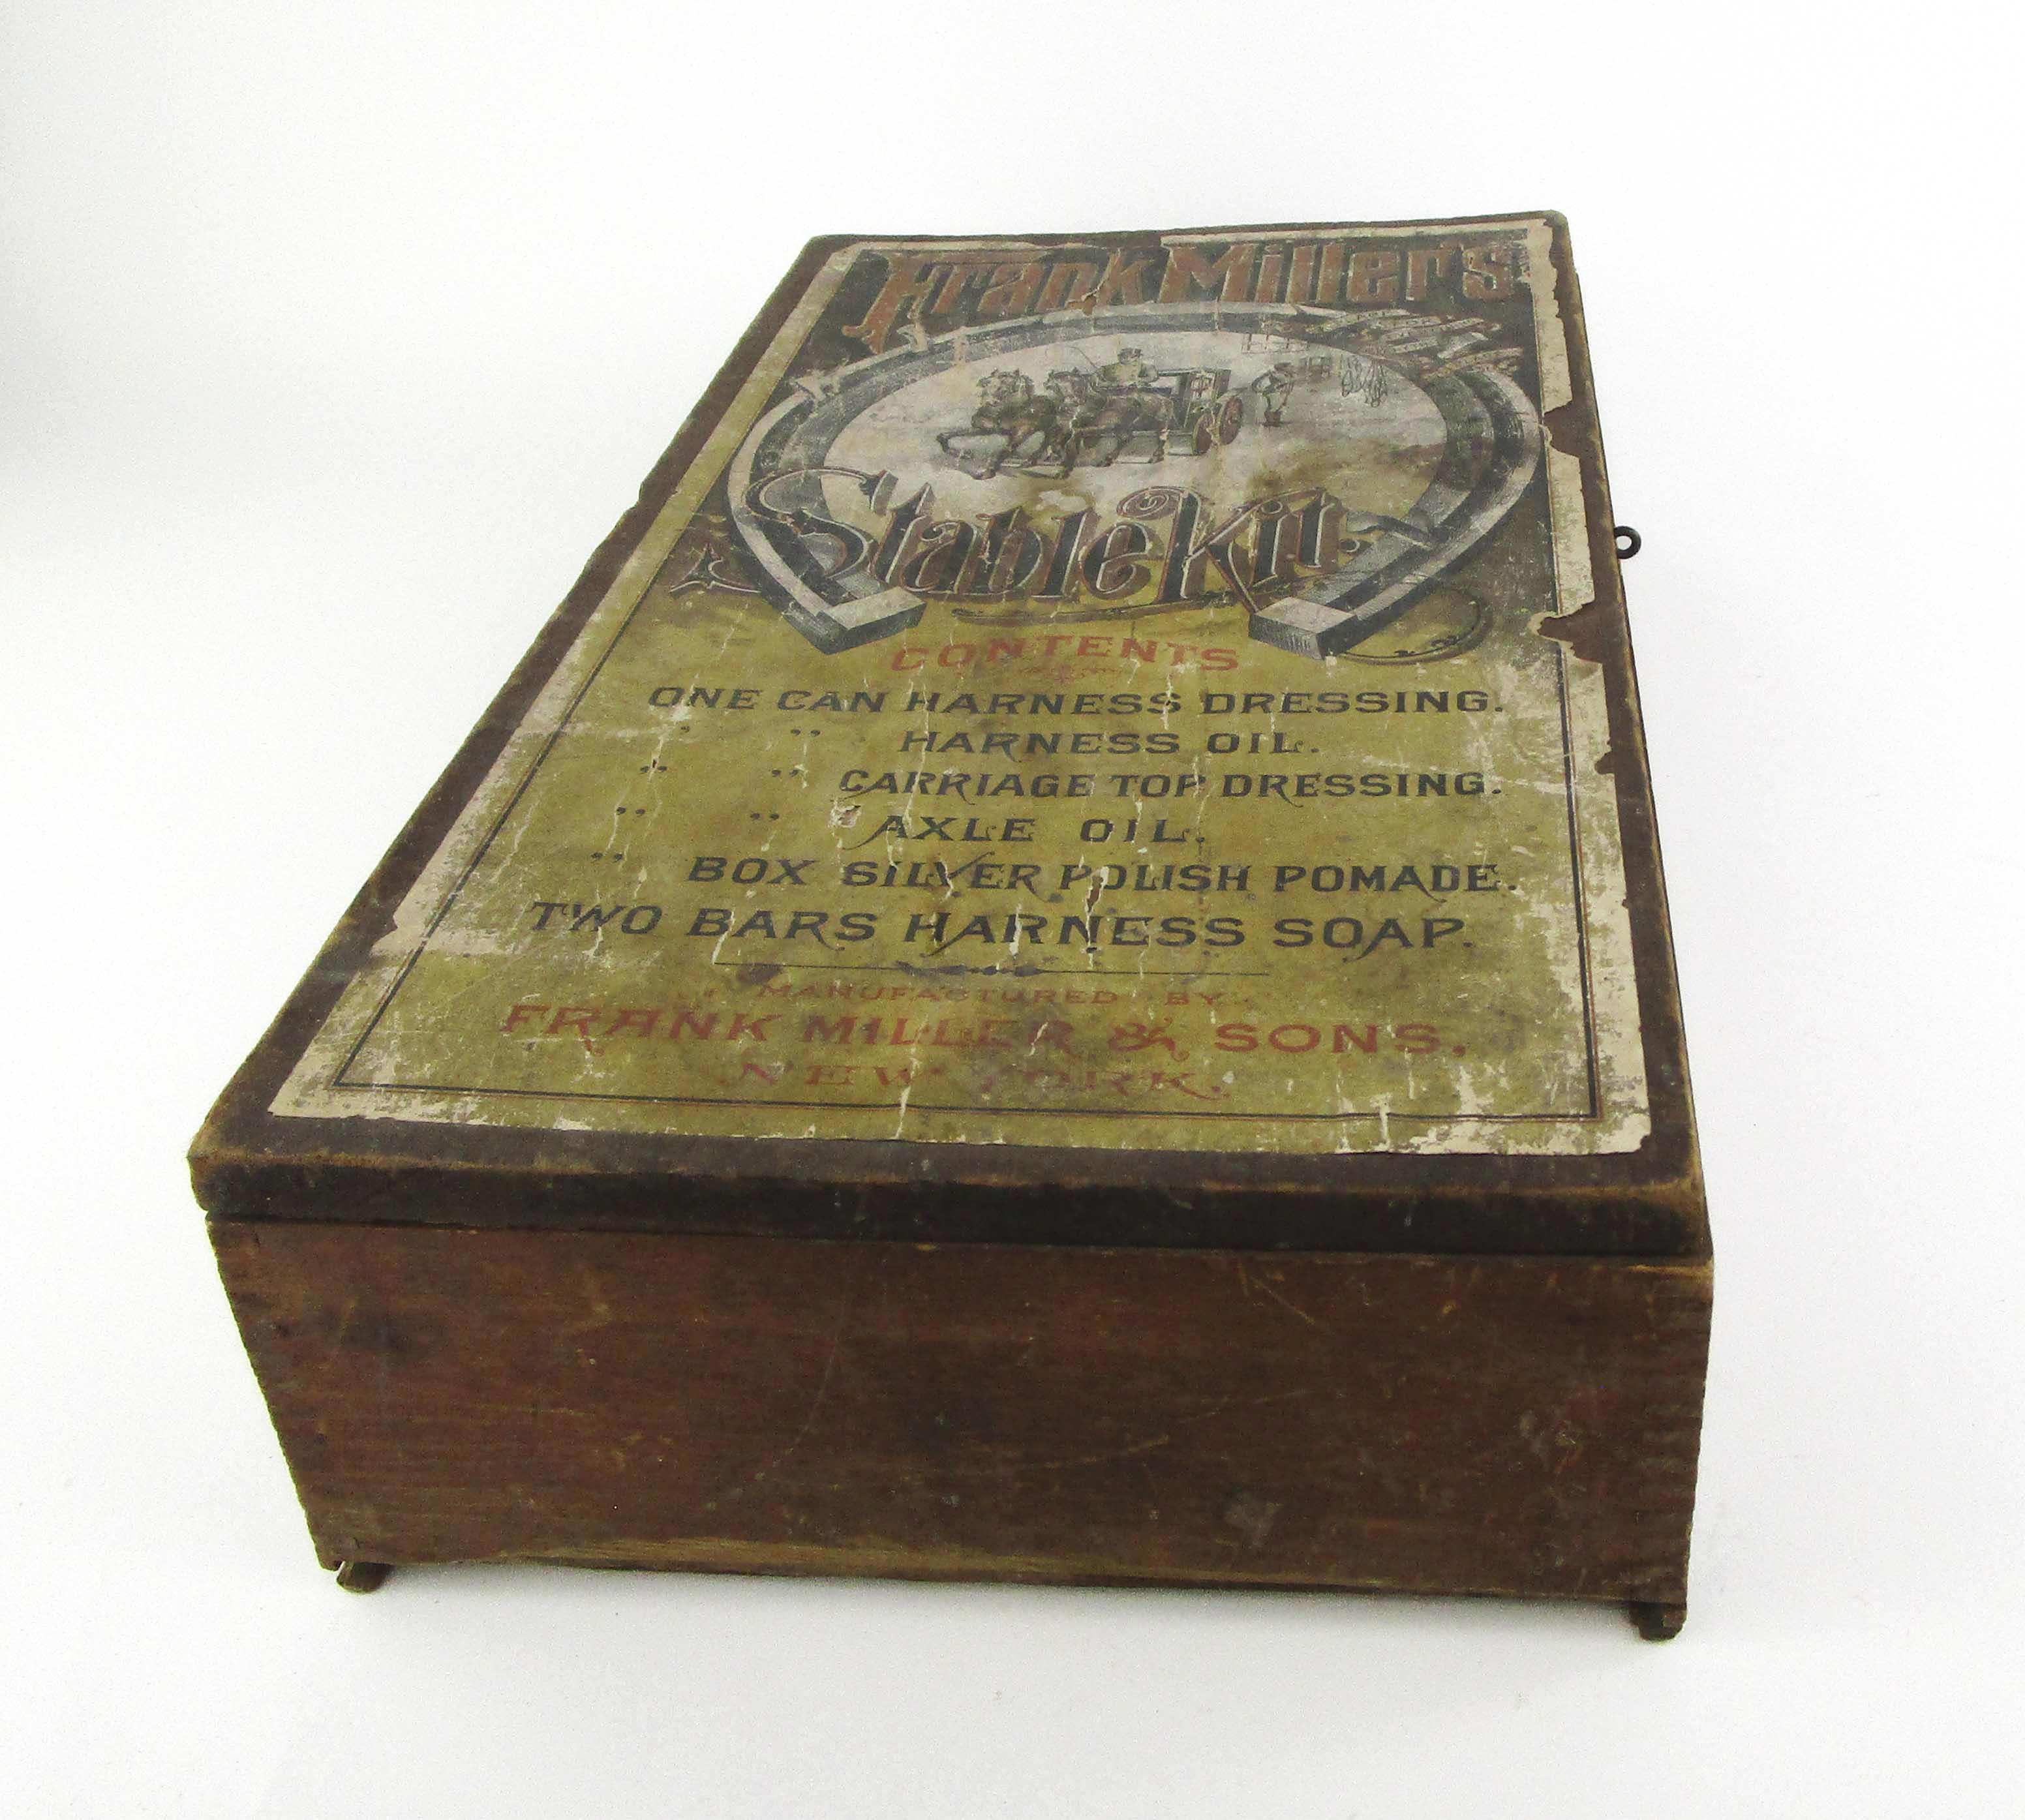 Frank Miller's
Stable Kit.
CONTENTS
ONE CAN HARNESS DRESSING.
" " HARNESS OIL.
" " CARRIAGE TOP DRESSING.
" " AXLE OIL.
" BOX SILVER POLISH POMADE.
TWO BARS HARNESS SOAP.
MANUFACTURED BY
FRANK MILLER & SONS,
NEW YORK.